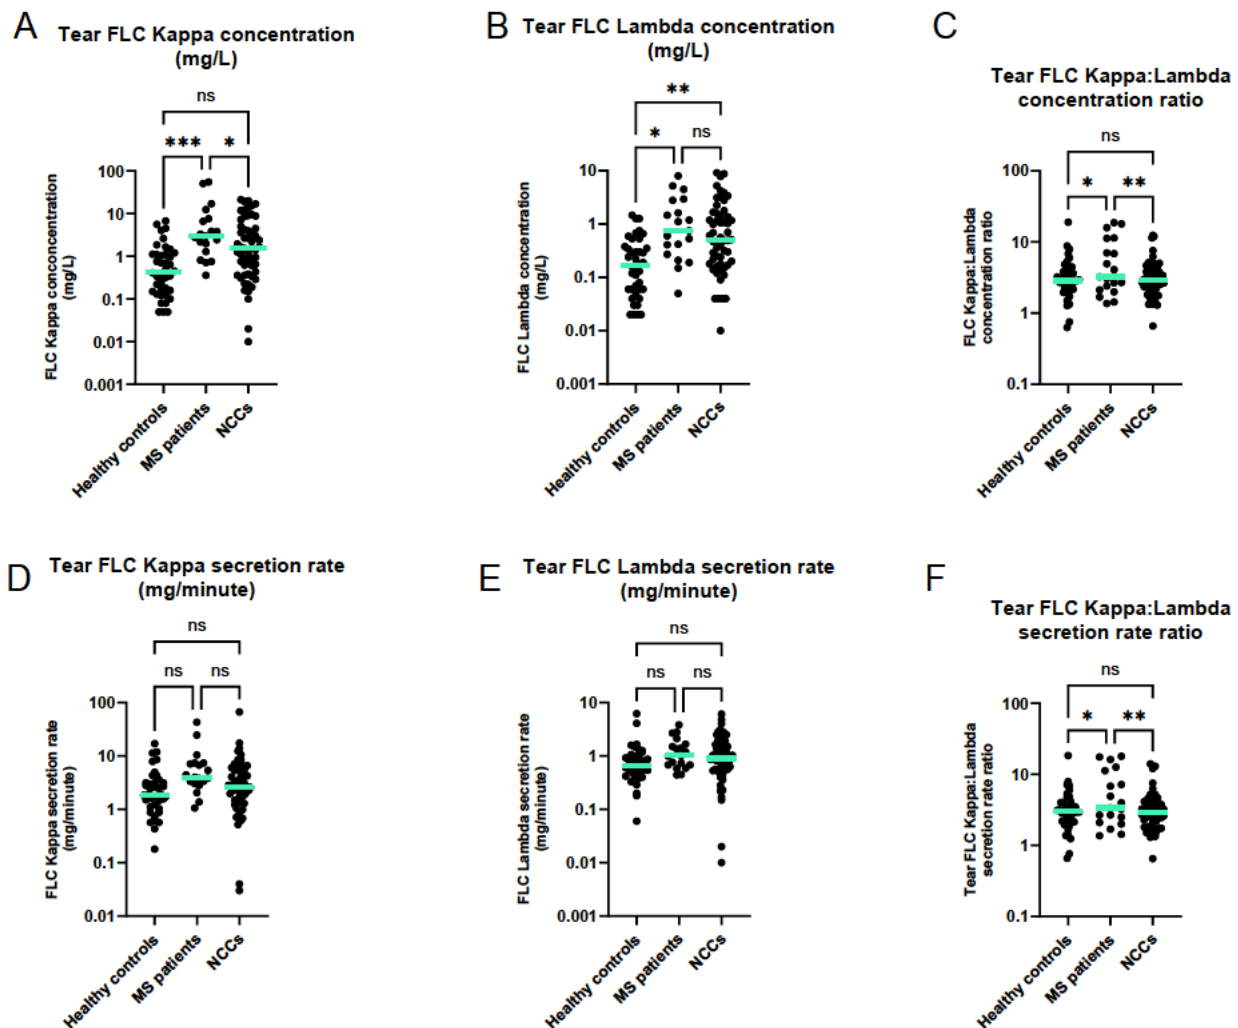 A
Tear FLC Kappa concentration
(mg/L)
ns
***
*
100
10
1
0.1
0.01
0.001
FLC Kappa conconcentration
(mg/L)
Healthy controls
MS patients
NCCs
B
Tear FLC Lambda concentration
(mg/L)
**
*
ns
10
1
0.1
0.01
0.001
FLC Lambda concentration
(mg/L)
Healthy controls
MS patients
NCCs
C
Tear FLC Kappa:Lambda
concentration ratio
ns
*
**
100
10
1
0.1
FLC Kappa:Lambda
concentration ratio
Healthy controls
MS patients
NCCs
D
Tear FLC Kappa secretion rate
(mg/minute)
ns
ns
ns
100
10
1
0.1
0.01
FLC Kappa secretion rate
(mg/minute)
Healthy controls
MS patients
NCCs
E
Tear FLC Lambda secretion rate
(mg/minute)
ns
ns
ns
10
1
0.1
0.01
0.001
FLC Lambda secretion rate
(mg/minute)
Healthy controls
MS patients
NCCs
F
Tear FLC Kappa:Lambda
secretion rate ratio
ns
*
**
100
10
1
0.1
Tear FLC Kappa:Lambda
secretion rate ratio
Healthy controls
MS patients
NCCs